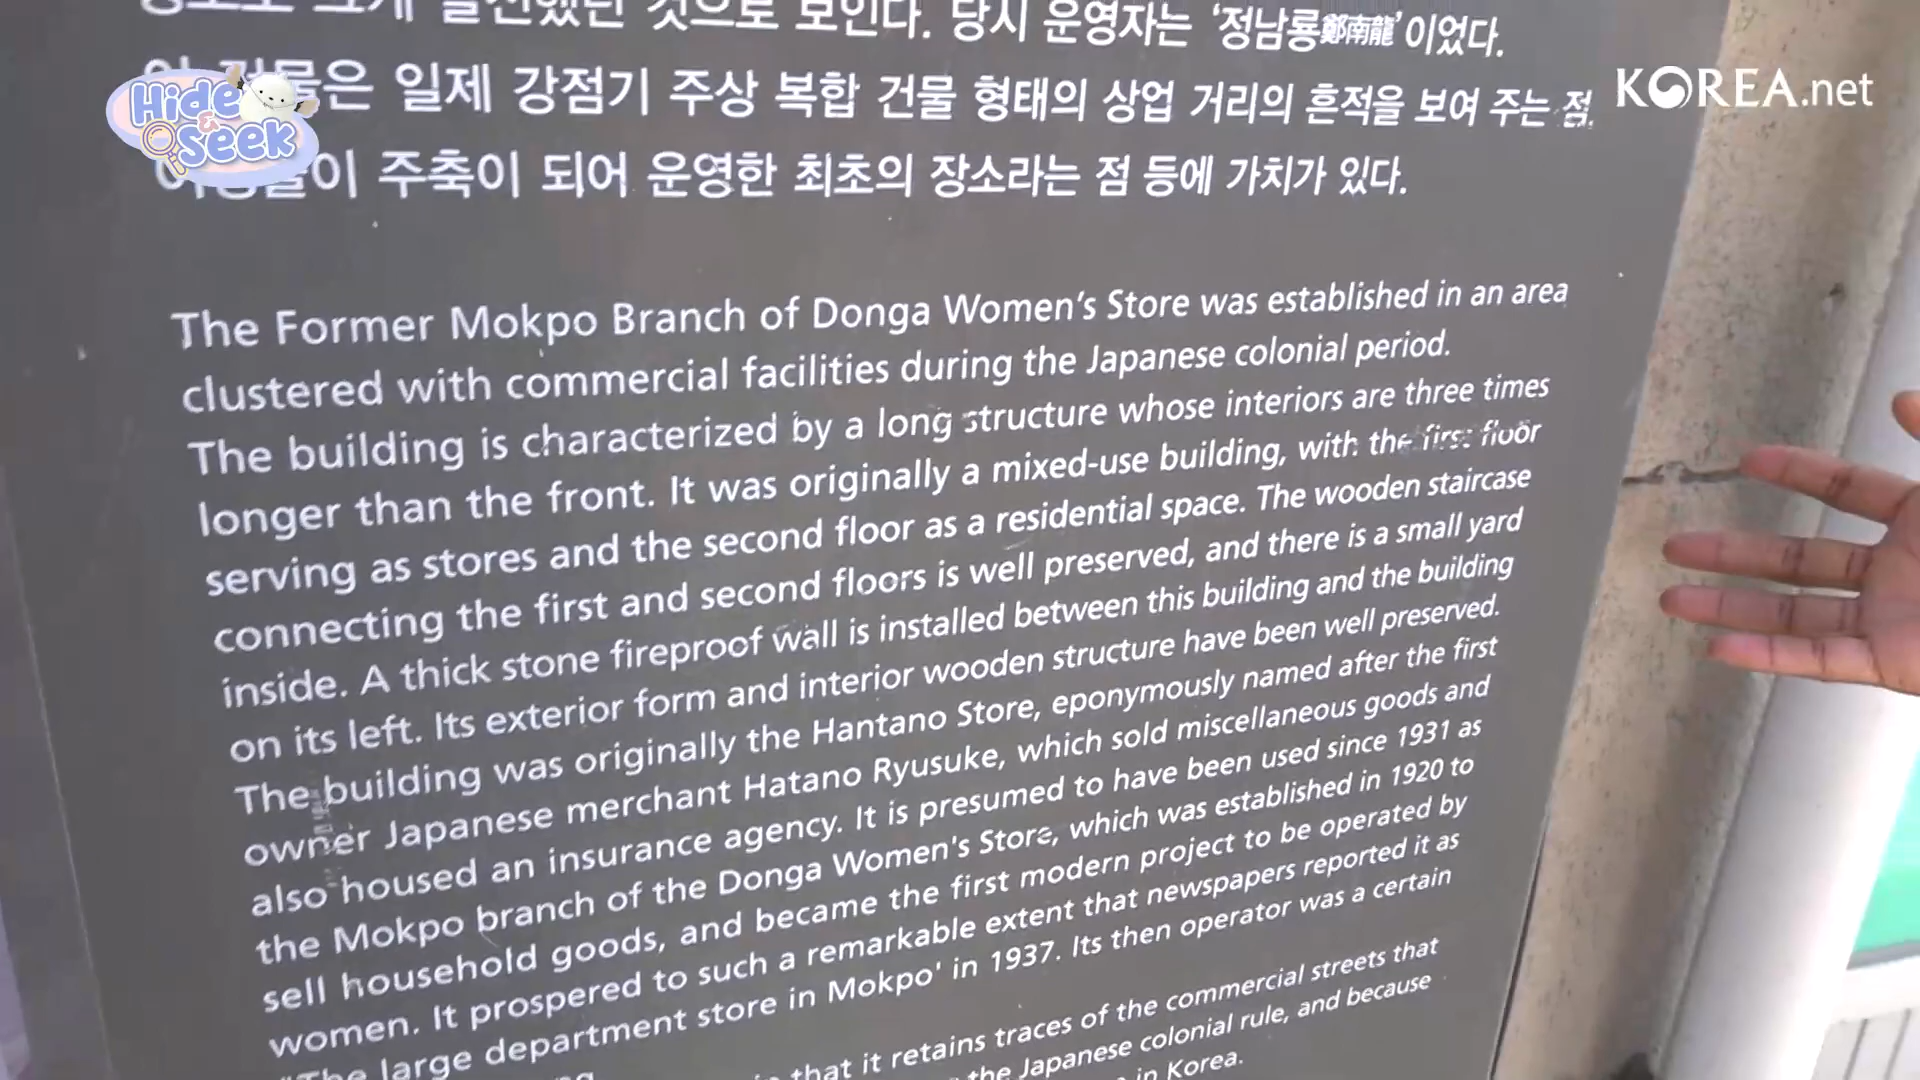 크게 발전했던 것으로 보인다. 당시 운영자는 ‘정남룡鄭南龍’이었다.
일제 강점기 주상 복합 건물 형태의 상업 거리의 흔적을 보여 주는 점,
주축이 되어 운영한 최초의 장소라는 점 등에 가치가 있다.
Hide & Seek
KOREA.net
The Former Mokpo Branch of Donga Women's Store was established in an area
clustered with commercial facilities during the Japanese colonial period.
The building is characterized by a long structure whose interiors are three times
longer than the front. It was originally a mixed-use building, with the first floor
serving as stores and the second floor as a residential space. The wooden staircase
connecting the first and second floors is well preserved, and there is a small yard
inside. A thick stone fireproof wall is installed between this building and the building
on its left. Its exterior form and interior wooden structure have been well preserved.
The building was originally the Hantano Store, eponymously named after the first
owner Japanese merchant Hatano Ryusuke, which sold miscellaneous goods and
also housed an insurance agency. It is presumed to have been used since 1931 as
the Mokpo branch of the Donga Women's Store, which was established in 1920 to
sell household goods, and became the first modern project to be operated by
women. It prospered to such a remarkable extent that newspapers reported it as
"The large department store in Mokpo' in 1937. Its then operator was a certain
that it retains traces of the commercial streets that
the Japanese colonial rule, and because
in Korea.